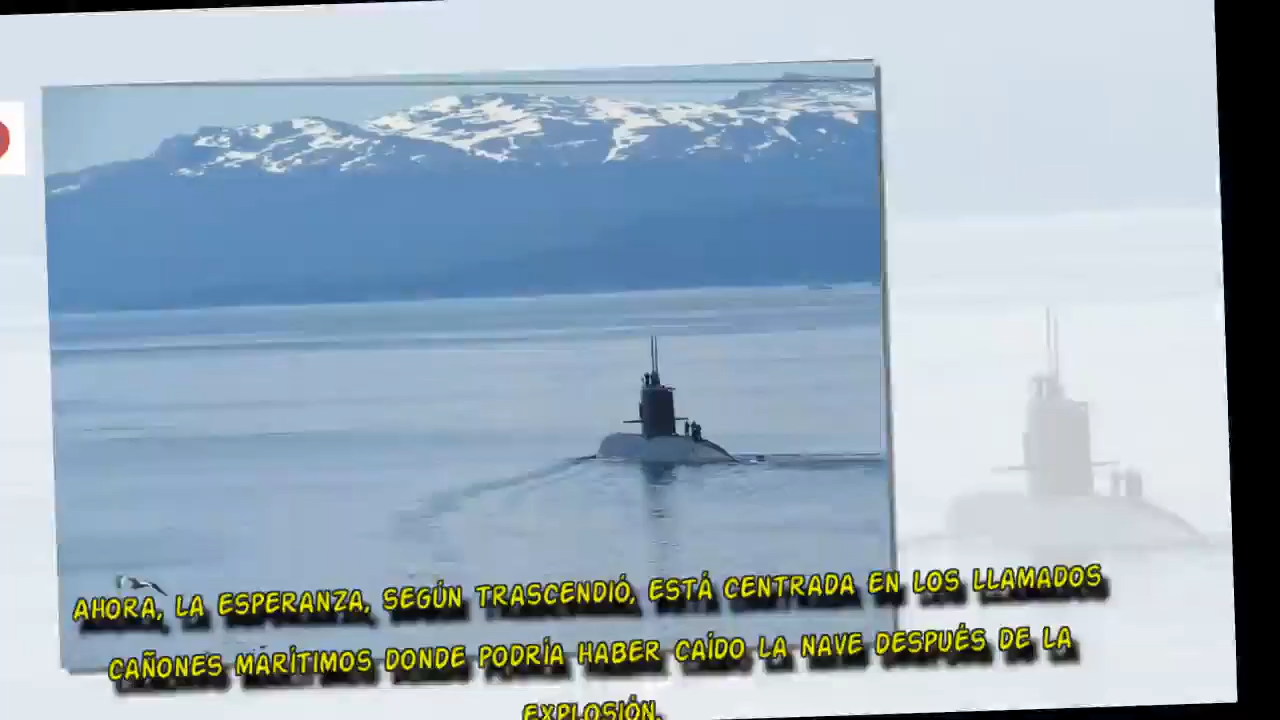 AHORA, LA ESPERANZA, SEGÚN TRASCENDIÓ, ESTÁ CENTRADA EN LOS LLAMADOS
CAÑONES MARÍTIMOS DONDE PODRÍA HABER CAÍDO LA NAVE DESPUÉS DE LA
EXPLOSIÓN.